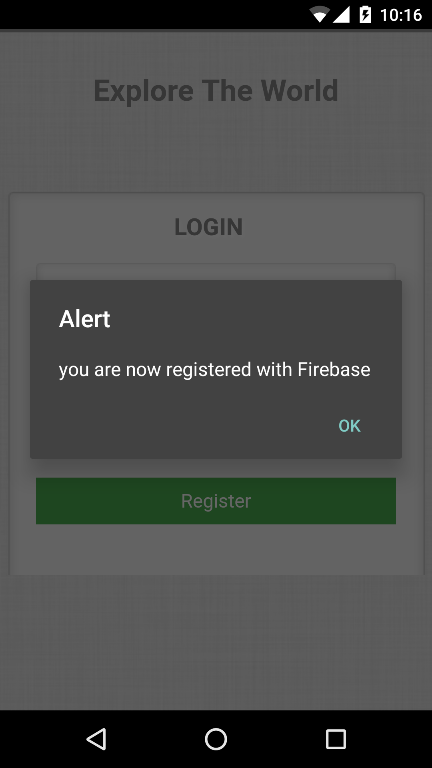 10:16
Explore The World
LOGIN
Alert
you are now registered with Firebase
OK
Register